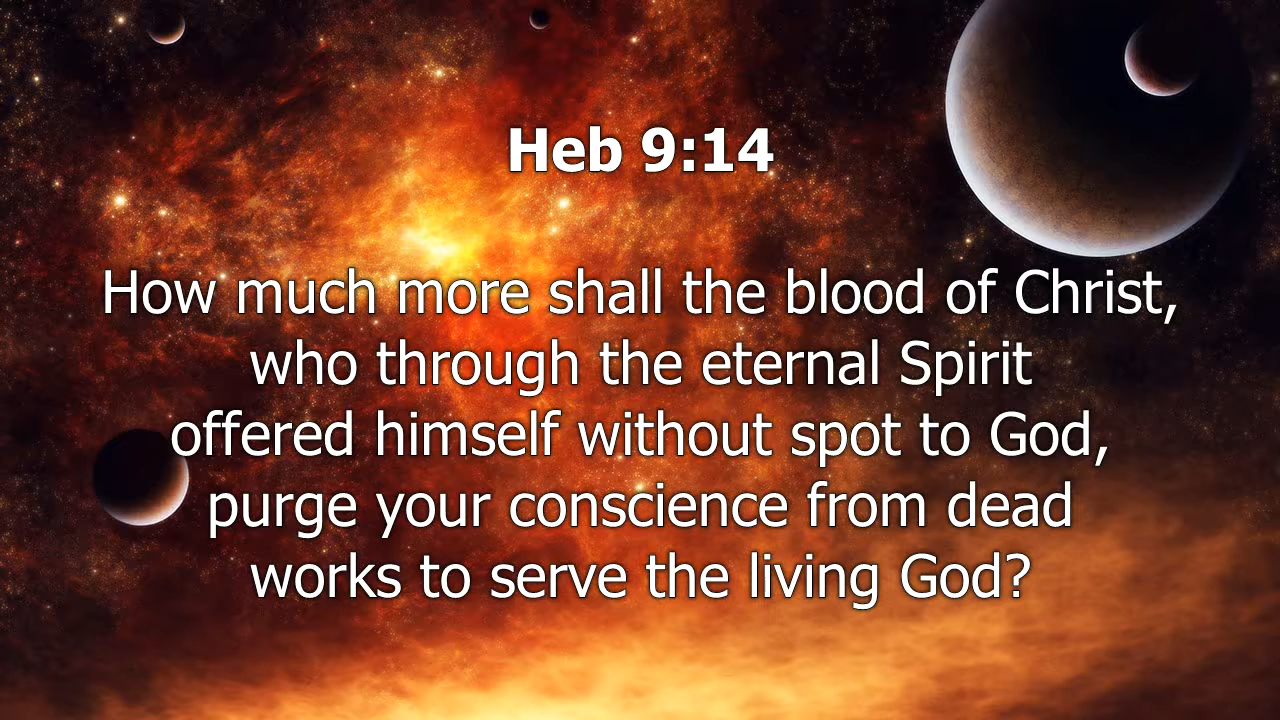 Heb 9:14
How much more shall the blood of Christ,
who through the eternal Spirit
offered himself without spot to God,
purge your conscience from dead
works to serve the living God?